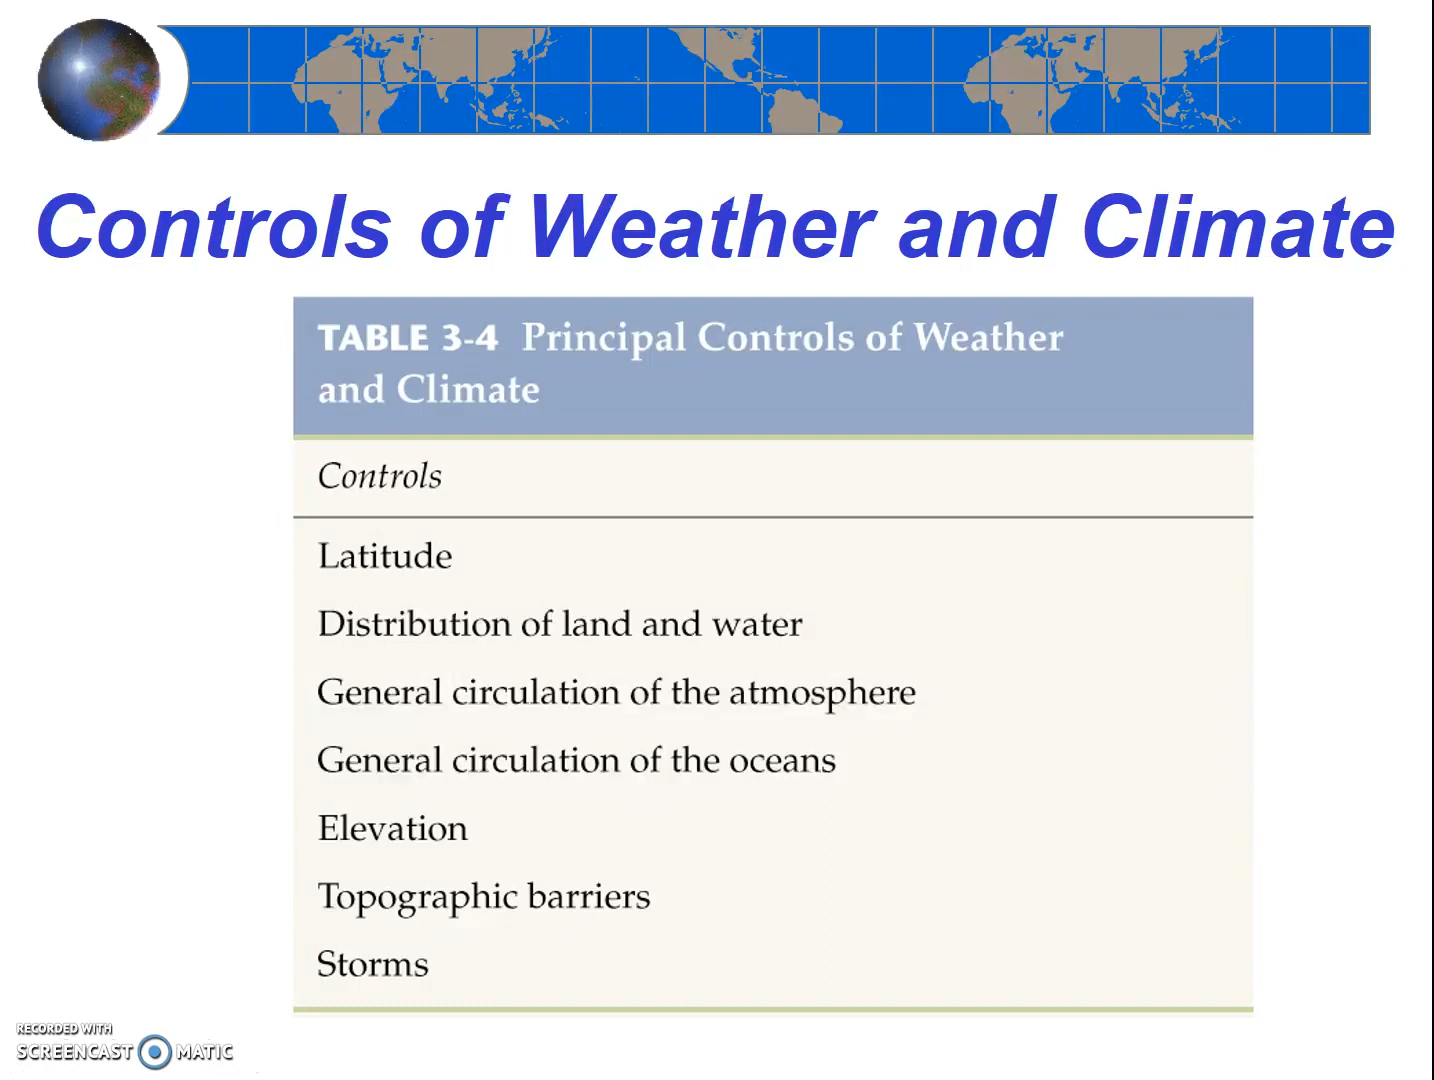 Controls of Weather and Climate
TABLE 3-4 Principal Controls of Weather
and Climate
Controls
Latitude
Distribution of land and water
General circulation of the atmosphere
General circulation of the oceans
Elevation
Topographic barriers
Storms
RECORDED WITH
SCREENCAST MATIC